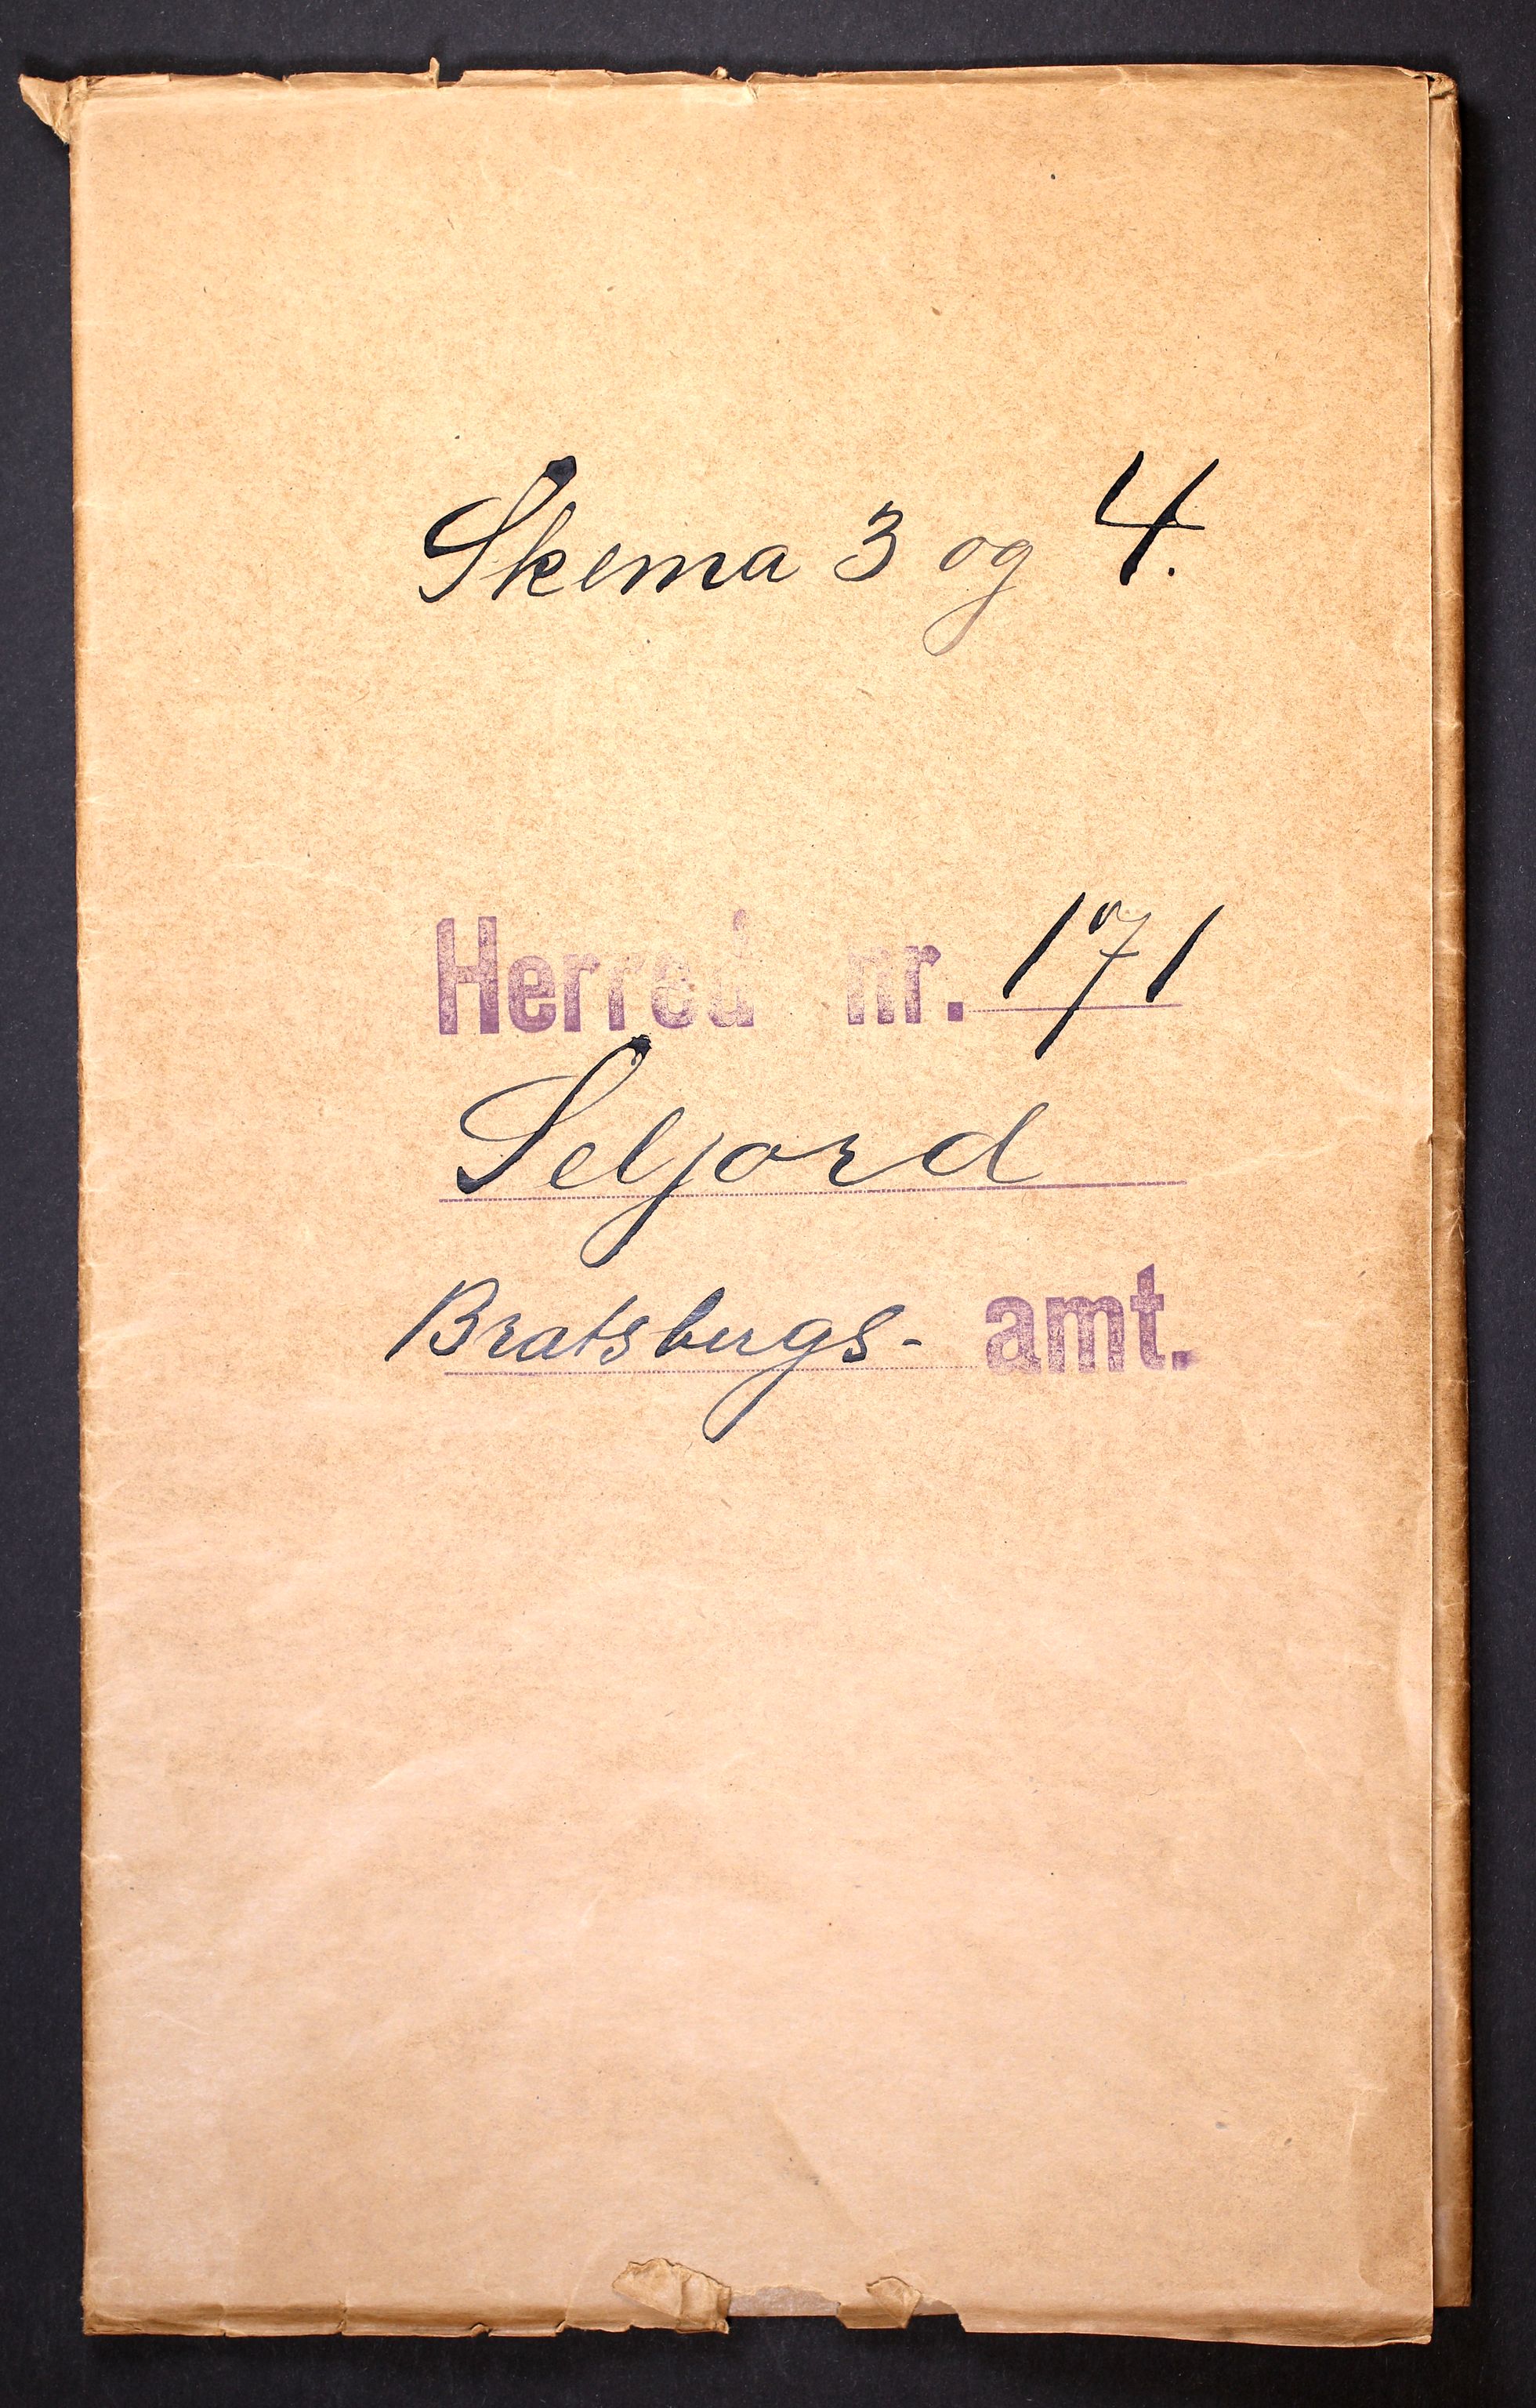 Skema 3 og 4.
Herred nr. 171
Seljord
Bratsbergs- amt.